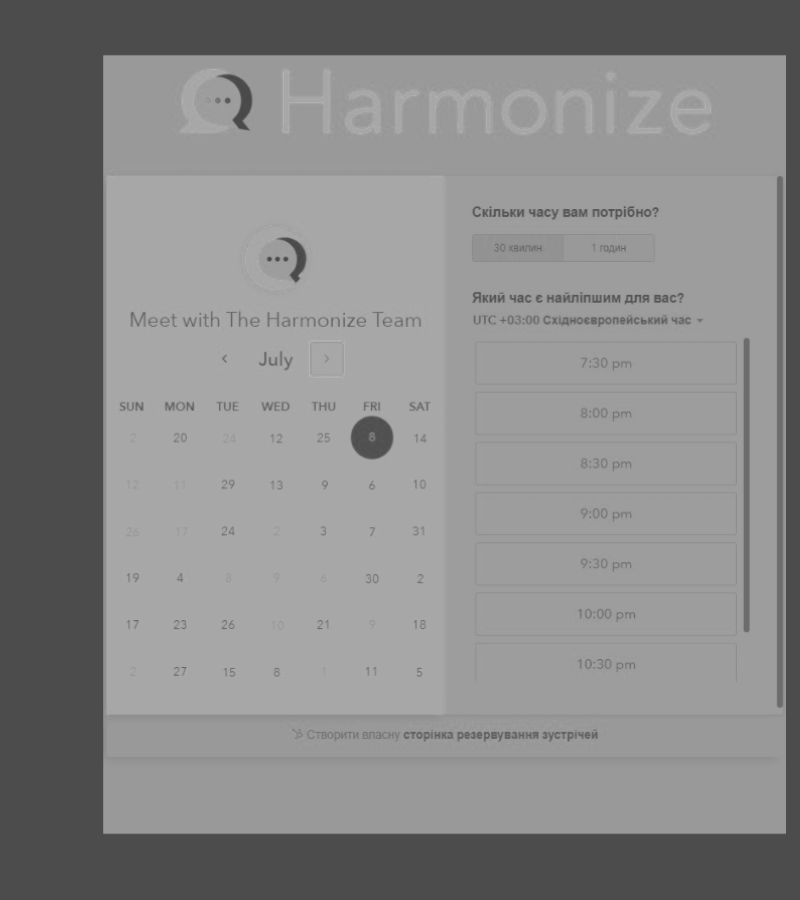 Harmonize
Meet with The Harmonize Team
July
SUN MON TUE WED THU FRI SAT
2 20 24 12 25 8 14
12 11 29 13 9 6 10
26 17 24 2 3 7 31
19 4 8 9 6 30 2
17 23 26 10 21 9 18
2 27 15 8 1 11 5
Скільки часу вам потрібно?
30 хвилин 1 годин
Який час є найліпшим для вас?
UTC +03:00 Східноєвропейський час
7:30 pm
8:00 pm
8:30 pm
9:00 pm
9:30 pm
10:00 pm
10:30 pm
Створити власну сторінка резервування зустрічей